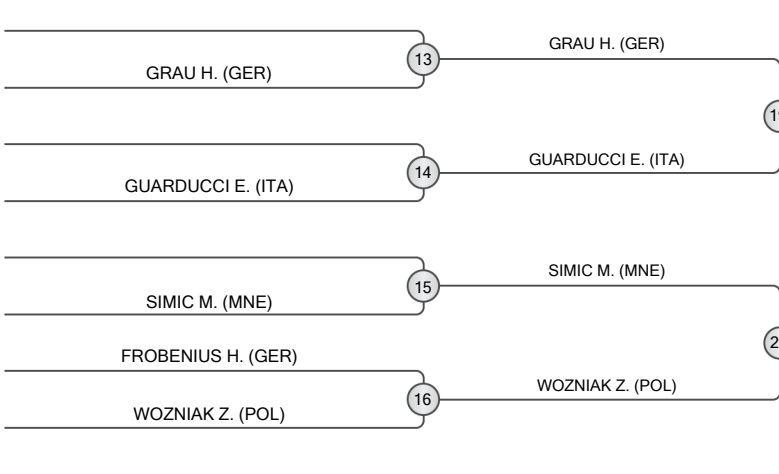 GRAU H. (GER)
13
GRAU H. (GER)
GUARDUCCI E. (ITA)
14
GUARDUCCI E. (ITA)
SIMIC M. (MNE)
15
SIMIC M. (MNE)
FROBENIUS H. (GER)
16
WOZNIAK Z. (POL)
WOZNIAK Z. (POL)